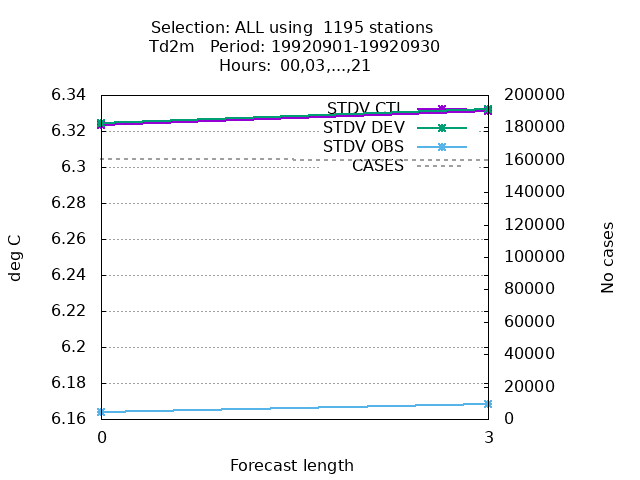 Selection: ALL using  1195 stations
Td2m   Period: 19920901-19920930
Hours:  00,03,...,21
6.34
6.32
6.3
6.28
6.26
6.24
6.22
6.2
6.18
6.16
200000
180000
160000
140000
120000
100000
80000
60000
40000
20000
0
STDV CTL
STDV DEV
STDV OBS
CASES
deg C
No cases
0
3
Forecast length